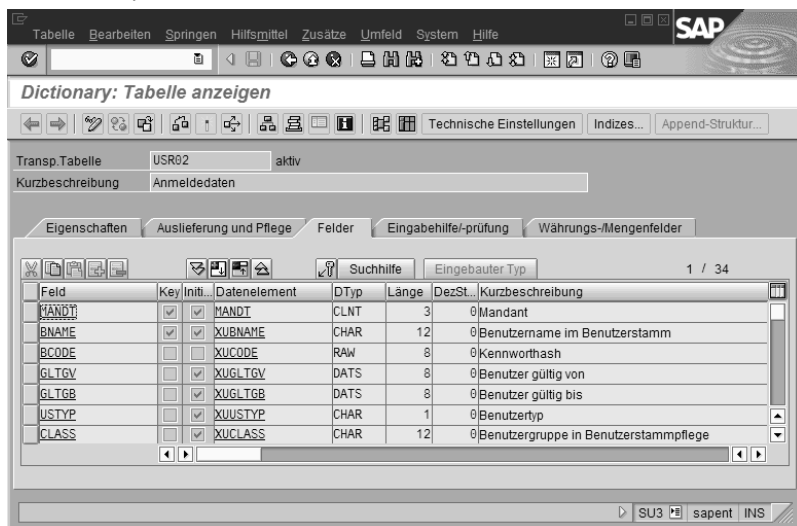 Tabelle Bearbeiten Springen Hilfsmittel Zusätze Umfeld System Hilfe
SAP
Dictionary: Tabelle anzeigen
Technische Einstellungen Indizes... Append-Struktur...
Transp.Tabelle USR02 aktiv
Kurzbeschreibung Anmeldedaten
Eigenschaften Auslieferung und Pflege Felder Eingabehilfe/-prüfung Währungs-/Mengenfelder
Suchhilfe Eingebauter Typ 1 / 34
Feld Key Initi... Datenelement DTyp Länge DezSt... Kurzbeschreibung
MANDT MANDT CLNT 3 0 Mandant
BNAME XUBNAME CHAR 12 0 Benutzername im Benutzerstamm
BCODE XUCODE RAW 8 0 Kennworthash
GLTGV XUGLTGV DATS 8 0 Benutzer gültig von
GLTGB XUGLTGB DATS 8 0 Benutzer gültig bis
USTYP XUUSTYP CHAR 1 0 Benutzertyp
CLASS XUCLASS CHAR 12 0 Benutzergruppe in Benutzerstammpflege
SU3 sapent INS